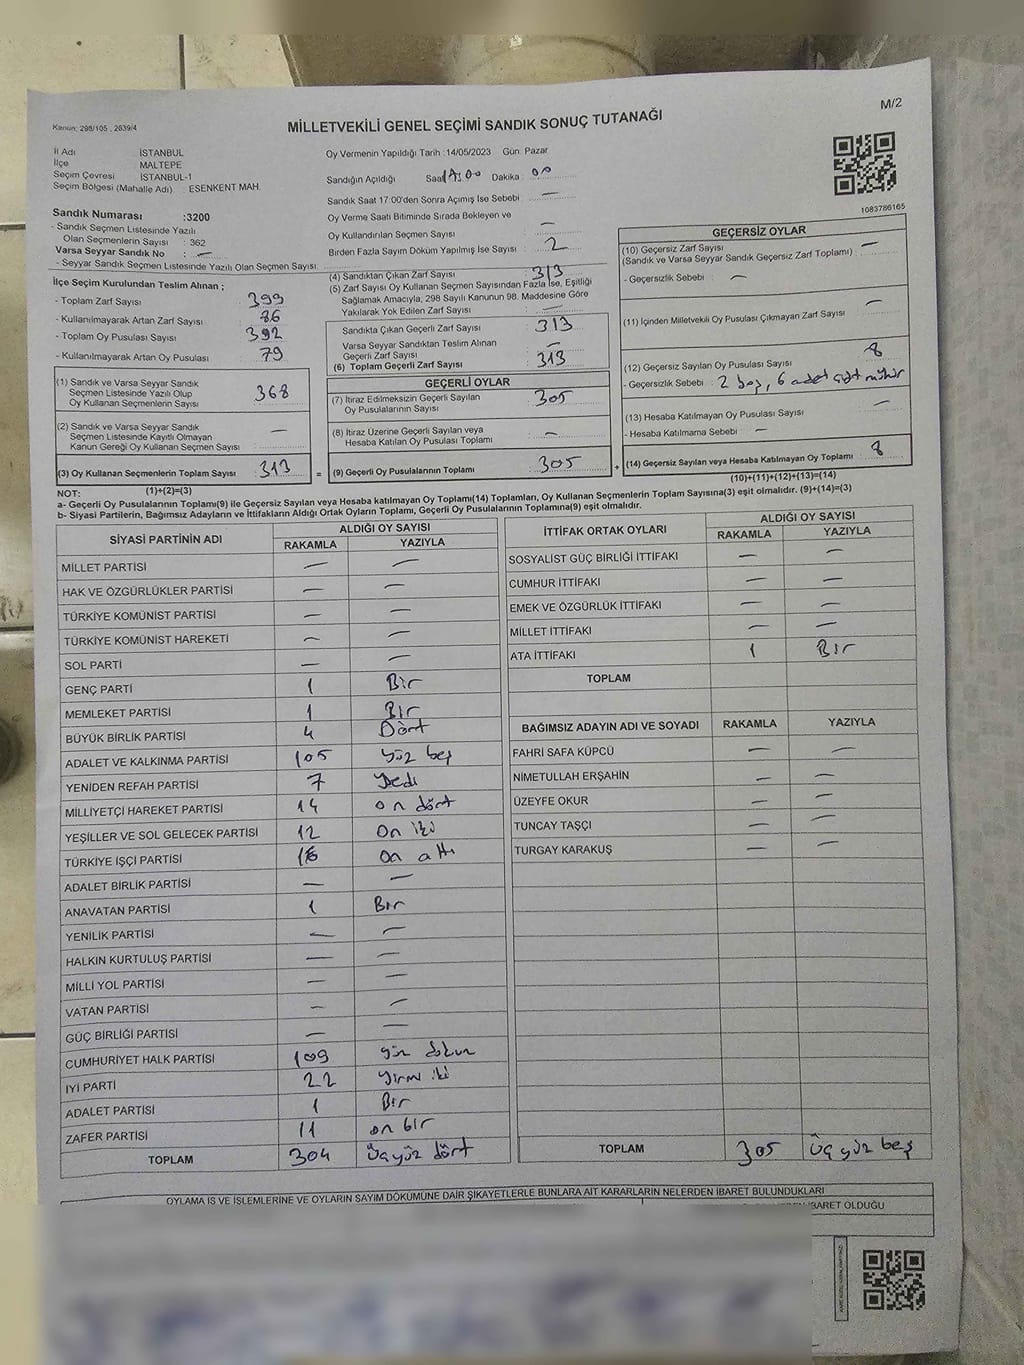 Kanun: 298/105 , 2839/4
MİLLETVEKİLİ GENEL SEÇİMİ SANDIK SONUÇ TUTANAĞI
M/2
İl Adı İSTANBUL
İlçe MALTEPE
Seçim Çevresi İSTANBUL-1
Seçim Bölgesi (Mahalle Adı) : ESENKENT MAH.
Sandık Numarası :3200
- Sandık Seçmen Listesinde Yazılı
Olan Seçmenlerin Sayısı : 362
Varsa Seyyar Sandık No : —
- Seyyar Sandık Seçmen Listesinde Yazılı Olan Seçmen Sayısı:
Oy Vermenin Yapıldığı Tarih :14/05/2023 Gün: Pazar
Sandığın Açıldığı Saat Dakika 00
Sandık Saat 17:00'den Sonra Açımış İse Sebebi —
Oy Verme Saati Bitiminde Sırada Bekleyen ve
Oy Kullandırılan Seçmen Sayısı —
Birden Fazla Sayım Döküm Yapılmış İse Sayısı 2
1083786165
İlçe Seçim Kurulundan Teslim Alınan ;
- Toplam Zarf Sayısı 399
- Kullanılmayarak Artan Zarf Sayısı 86
- Toplam Oy Pusulası Sayısı 392
- Kullanılmayarak Artan Oy Pusulası 79
(4) Sandıktan Çıkan Zarf Sayısı 313
(5) Zarf Sayısı Oy Kullanan Seçmen Sayısından Fazla İse, Eşitliği
Sağlamak Amacıyla, 298 Sayılı Kanunun 98. Maddesine Göre
Yakılarak Yok Edilen Zarf Sayısı —
Sandıkta Çıkan Geçerli Zarf Sayısı 313
Varsa Seyyar Sandıktan Teslim Alınan
Geçerli Zarf Sayısı —
(6) Toplam Geçerli Zarf Sayısı 313
GEÇERSİZ OYLAR
(10) Geçersiz Zarf Sayısı —
(Sandık ve Varsa Seyyar Sandık Geçersiz Zarf Toplamı)
- Geçersizlik Sebebi : —
(11) İçinden Milletvekili Oy Pusulası Çıkmayan Zarf Sayısı —
(12) Geçersiz Sayılan Oy Pusulası Sayısı 8
- Geçersizlik Sebebi : 2 boş, 6 adet çift mühür
(13) Hesaba Katılmayan Oy Pusulası Sayısı —
- Hesaba Katılmama Sebebi —
(14) Geçersiz Sayılan veya Hesaba Katılmayan Oy Toplamı 8
(10)+(11)+(12)+(13)=(14)
(1) Sandık ve Varsa Seyyar Sandık
Seçmen Listesinde Yazılı Olup
Oy Kullanan Seçmenlerin Sayısı 368
(2) Sandık ve Varsa Seyyar Sandık
Seçmen Listesinde Kayıtlı Olmayan
Kanun Gereği Oy Kullanan Seçmen Sayısı —
(3) Oy Kullanan Seçmenlerin Toplam Sayısı 313 =
(1)+(2)=(3)
GEÇERLİ OYLAR
(7) İtiraz Edilmeksizin Geçerli Sayılan
Oy Pusulalarının Sayısı 305
(8) İtiraz Üzerine Geçerli Sayılan veya
Hesaba Katılan Oy Pusulası Toplamı —
(9) Geçerli Oy Pusulalarının Toplamı 305 +
NOT:
a- Geçerli Oy Pusulalarının Toplamı(9) ile Geçersiz Sayılan veya Hesaba katılmayan Oy Toplamı(14) Toplamları, Oy Kullanan Seçmenlerin Toplam Sayısına(3) eşit olmalıdır. (9)+(14)=(3)
b- Siyasi Partilerin, Bağımsız Adayların ve İttifakların Aldığı Ortak Oyların Toplamı, Geçerli Oy Pusulalarının Toplamına(9) eşit olmalıdır.
SİYASİ PARTİNİN ADI ALDIĞI OY SAYISI
RAKAMLA YAZIYLA
MİLLET PARTİSİ — —
HAK VE ÖZGÜRLÜKLER PARTİSİ — —
TÜRKİYE KOMÜNİST PARTİSİ — —
TÜRKİYE KOMÜNİST HAREKETİ — —
SOL PARTİ — —
GENÇ PARTİ 1 Bir
MEMLEKET PARTİSİ 1 Bir
BÜYÜK BİRLİK PARTİSİ 4 Dört
ADALET VE KALKINMA PARTİSİ 105 yüz beş
YENİDEN REFAH PARTİSİ 7 Yedi
MİLLİYETÇİ HAREKET PARTİSİ 14 on dört
YEŞİLLER VE SOL GELECEK PARTİSİ 12 On iki
TÜRKİYE İŞÇİ PARTİSİ 16 On altı
ADALET BİRLİK PARTİSİ — —
ANAVATAN PARTİSİ 1 Bir
YENİLİK PARTİSİ — —
HALKIN KURTULUŞ PARTİSİ — —
MİLLİ YOL PARTİSİ — —
VATAN PARTİSİ — —
GÜÇ BİRLİĞİ PARTİSİ — —
CUMHURİYET HALK PARTİSİ 109 yüz dokuz
İYİ PARTİ 22 yirmi iki
ADALET PARTİSİ 1 Bir
ZAFER PARTİSİ 11 on bir
TOPLAM 304 Üçyüz dört
İTTİFAK ORTAK OYLARI ALDIĞI OY SAYISI
RAKAMLA YAZIYLA
SOSYALİST GÜÇ BİRLİĞİ İTTİFAKI — —
CUMHUR İTTİFAKI — —
EMEK VE ÖZGÜRLÜK İTTİFAKI — —
MİLLET İTTİFAKI — —
ATA İTTİFAKI 1 Bir
TOPLAM
BAĞIMSIZ ADAYIN ADI VE SOYADI RAKAMLA YAZIYLA
FAHRİ SAFA KÜPCÜ — —
NİMETULLAH ERŞAHİN — —
ÜZEYFE OKUR — —
TUNCAY TAŞÇI — —
TURGAY KARAKUŞ — —
TOPLAM 305 Üç yüz beş
OYLAMA İŞ VE İŞLEMLERİNE VE OYLARIN SAYIM DÖKÜMÜNE DAİR ŞİKAYETLERLE BUNLARA AİT KARARLARIN NELERDEN İBARET BULUNDUKLARI
İBARET OLDUĞU